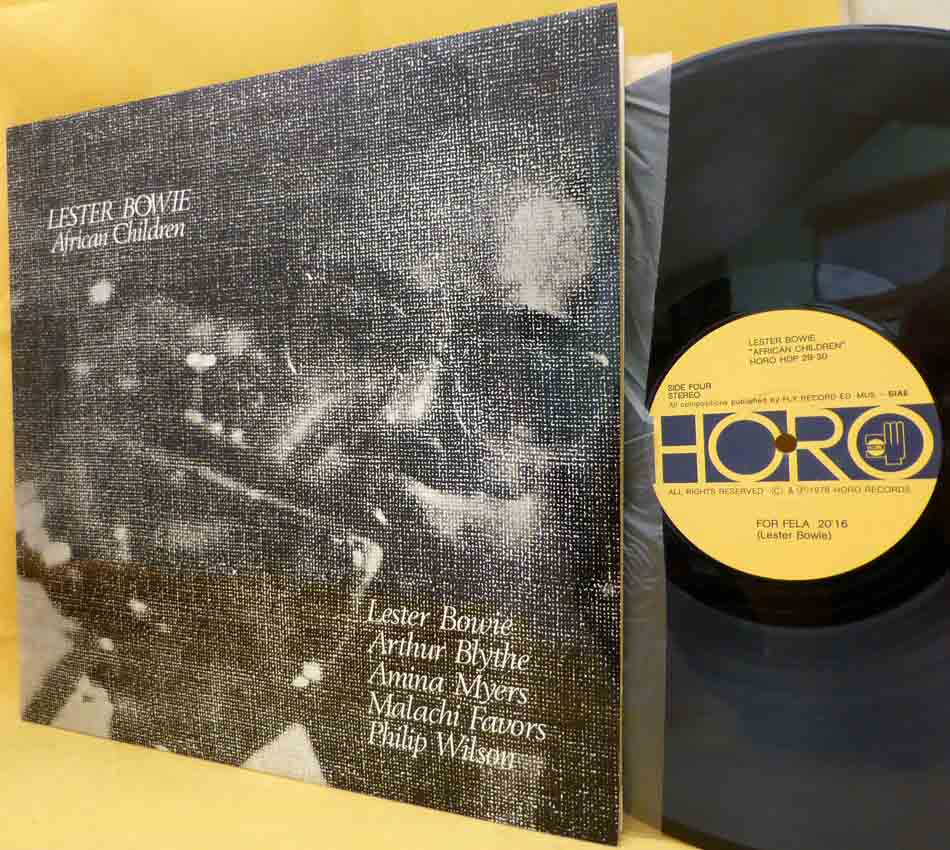 LESTER BOWIE
African Children
Lester Bowie
Arthur Blythe
Amina Myers
Malachi Favors
Philip Wilson
LESTER BOWIE
"AFRICAN CHILDREN"
HORO HDP 29-30
SIDE FOUR
STEREO
All compositions published by FLY RECORD ED. MUS. - SIAE
HORO
ALL RIGHTS RESERVED (C) & (P) 1978 HORO RECORDS
FOR FELA 20'16
(Lester Bowie)